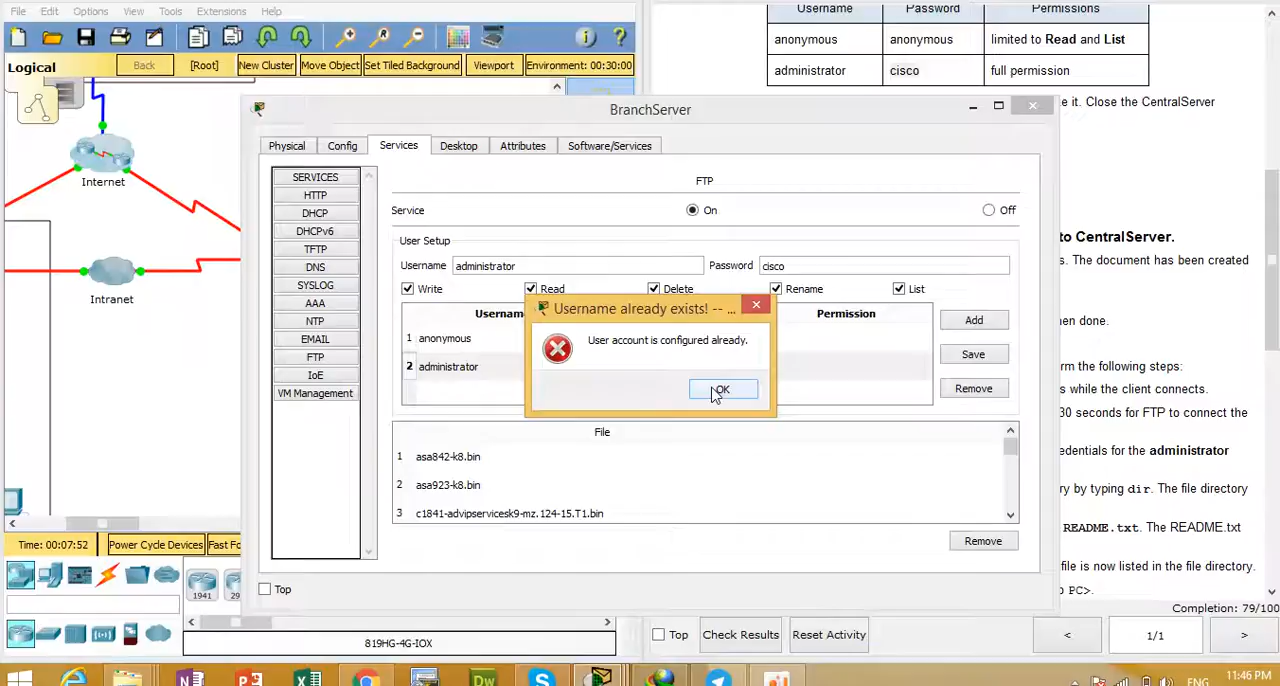 File Edit Options View Tools Extensions Help
Logical
Back
[Root]
New Cluster
Move Object
Set Tiled Background
Viewport
Environment: 00:30:00
Internet
Intranet
Username Password Permissions
anonymous anonymous limited to Read and List
administrator cisco full permission
e it. Close the CentralServer
BranchServer
Physical Config Services Desktop Attributes Software/Services
SERVICES
HTTP
DHCP
DHCPv6
TFTP
DNS
SYSLOG
AAA
NTP
EMAIL
FTP
IoE
VM Management
FTP
Service On Off
User Setup
Username administrator Password cisco
Write Read Delete Rename List
Username Permission
1 anonymous
2 administrator
Add
Save
Remove
Username already exists! -- ...
User account is configured already.
OK
File
1 asa842-k8.bin
2 asa923-k8.bin
3 c1841-advipservicesk9-mz.124-15.T1.bin
Remove
Top
to CentralServer.
s. The document has been created
en done.
rm the following steps:
s while the client connects.
30 seconds for FTP to connect the
edentials for the administrator
ry by typing dir. The file directory
README.txt. The README.txt
file is now listed in the file directory.
o PC>.
Completion: 79/100
Top
Check Results
Reset Activity
<
1/1
>
Time: 00:07:52
Power Cycle Devices
Fast Fo
1941
29
819HG-4G-IOX
ENG
11:46 PM